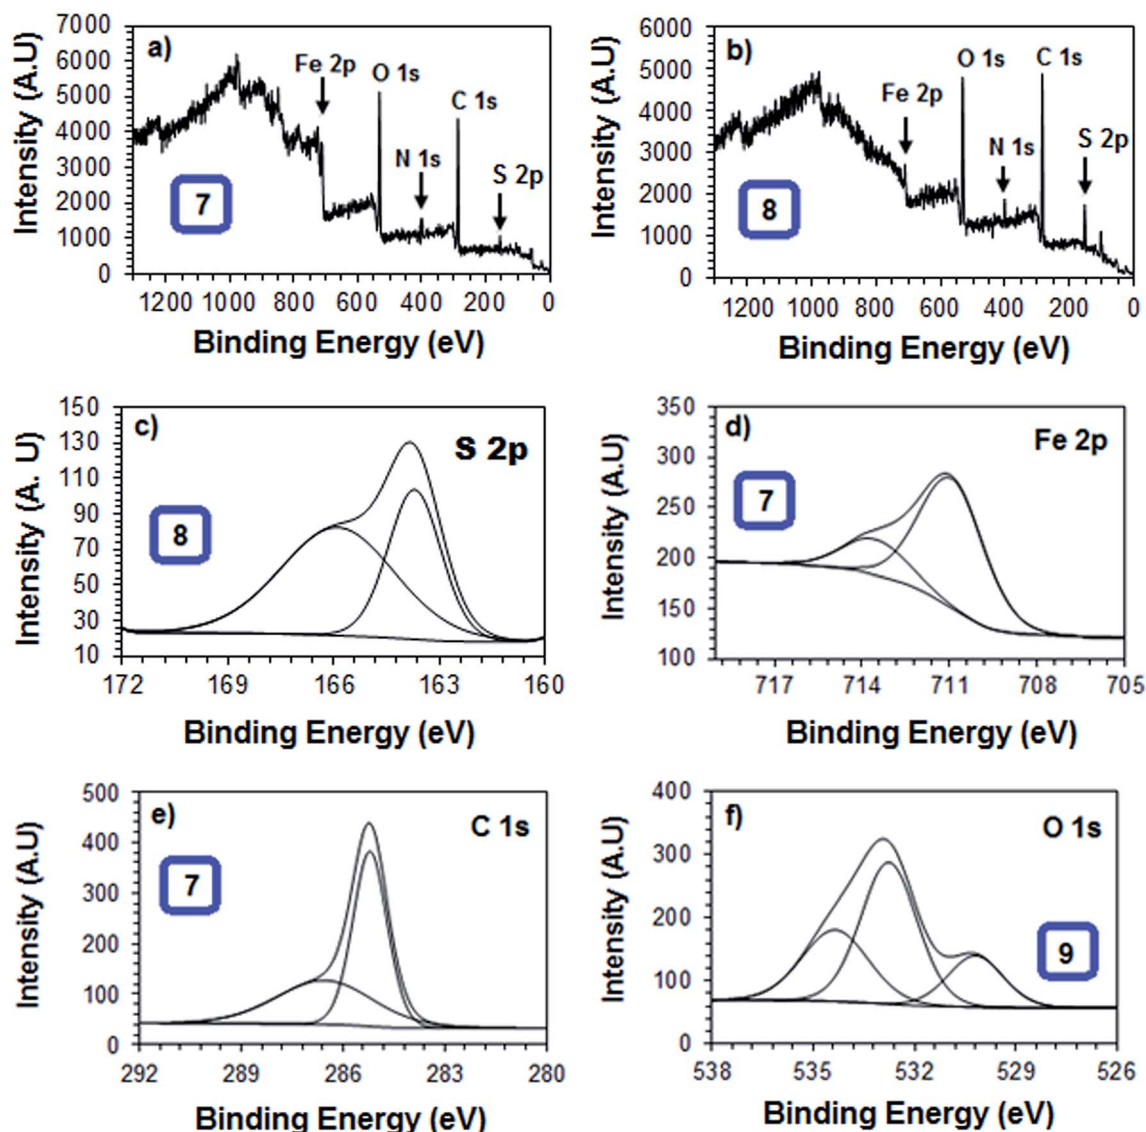 a)
Intensity (A.U)
7000
6000
5000
4000
3000
2000
1000
0
Fe 2p
O 1s
C 1s
N 1s
S 2p
7
1200 1000 800 600 400 200 0
Binding Energy (eV)
b)
Intensity (A.U)
6000
5000
4000
3000
2000
1000
0
O 1s
C 1s
Fe 2p
N 1s
S 2p
8
1200 1000 800 600 400 200 0
Binding Energy (eV)
c)
Intensity (A. U)
150
130
110
90
70
50
30
10
S 2p
8
172 169 166 163 160
Binding Energy (eV)
d)
Intensity (A.U)
350
300
250
200
150
100
Fe 2p
7
717 714 711 708 705
Binding Energy (eV)
e)
Intensity (A.U)
500
400
300
200
100
0
C 1s
7
292 289 286 283 280
Binding Energy (eV)
f)
Intensity (A.U)
400
300
200
100
0
O 1s
9
538 535 532 529 526
Binding Energy (eV)